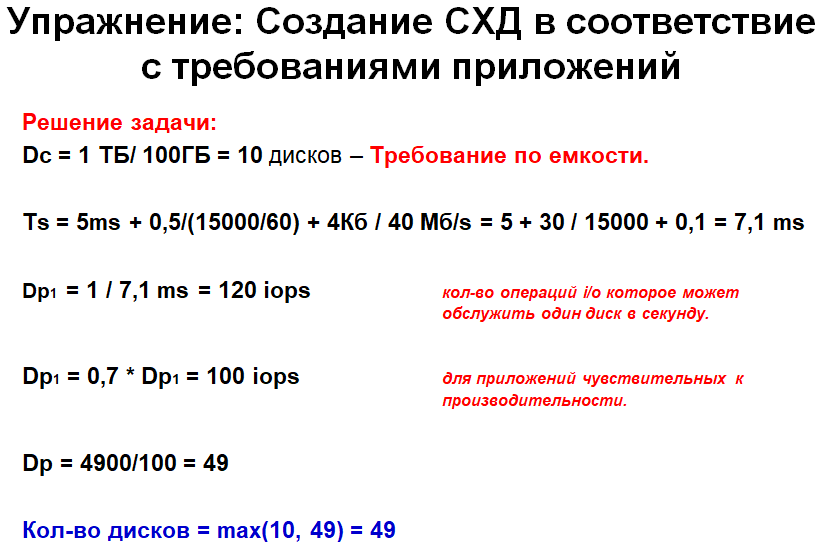 Упражнение: Создание СХД в соответствие
с требованиями приложений
Решение задачи:
Dc = 1 ТБ/ 100ГБ = 10 дисков – Требование по емкости.
Ts = 5ms + 0,5/(15000/60) + 4Кб / 40 Мб/s = 5 + 30 / 15000 + 0,1 = 7,1 ms
Dp1 = 1 / 7,1 ms = 120 iops
кол-во операций i/o которое может
обслужить один диск в секунду.
Dp1 = 0,7 * Dp1 = 100 iops
для приложений чувствительных к
производительности.
Dp = 4900/100 = 49
Кол-во дисков = max(10, 49) = 49